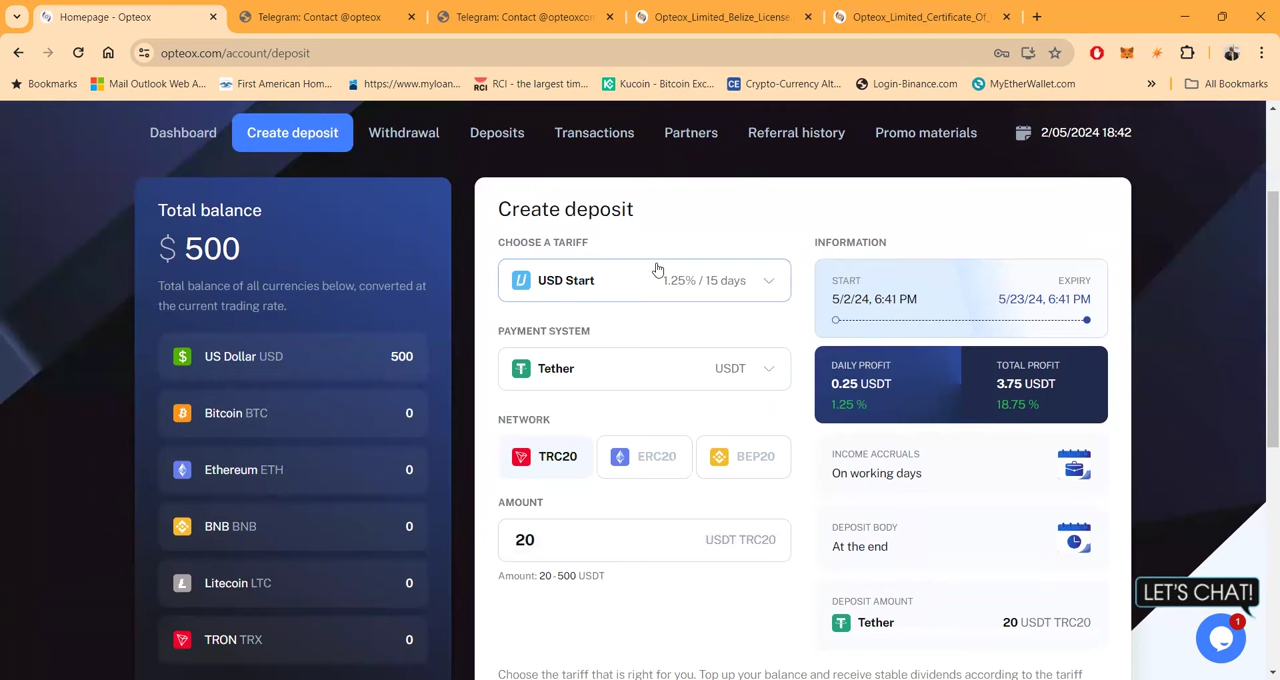 Homepage - Opteox
Telegram: Contact @opteox
Telegram: Contact @opteoxcom
Opteox_Limited_Belize_License
Opteox_Limited_Certificate_Of_
opteox.com/account/deposit
Bookmarks
Mail Outlook Web A...
First American Hom...
https://www.myloan...
RCI - the largest tim...
Kucoin - Bitcoin Exc...
Crypto-Currency Alt...
Login-Binance.com
MyEtherWallet.com
All Bookmarks
Dashboard
Create deposit
Withdrawal
Deposits
Transactions
Partners
Referral history
Promo materials
2/05/2024 18:42
Total balance
$ 500
Total balance of all currencies below, converted at
the current trading rate.
US Dollar USD 500
Bitcoin BTC 0
Ethereum ETH 0
BNB BNB 0
Litecoin LTC 0
TRON TRX 0
Create deposit
CHOOSE A TARIFF
USD Start 1.25% / 15 days
PAYMENT SYSTEM
Tether USDT
NETWORK
TRC20 ERC20 BEP20
AMOUNT
20 USDT TRC20
Amount: 20 - 500 USDT
INFORMATION
START EXPIRY
5/2/24, 6:41 PM 5/23/24, 6:41 PM
DAILY PROFIT TOTAL PROFIT
0.25 USDT 3.75 USDT
1.25 % 18.75 %
INCOME ACCRUALS
On working days
DEPOSIT BODY
At the end
DEPOSIT AMOUNT
Tether 20 USDT TRC20
Choose the tariff that is right for you. Top up your balance and receive stable dividends according to the tariff
LET'S CHAT!
1